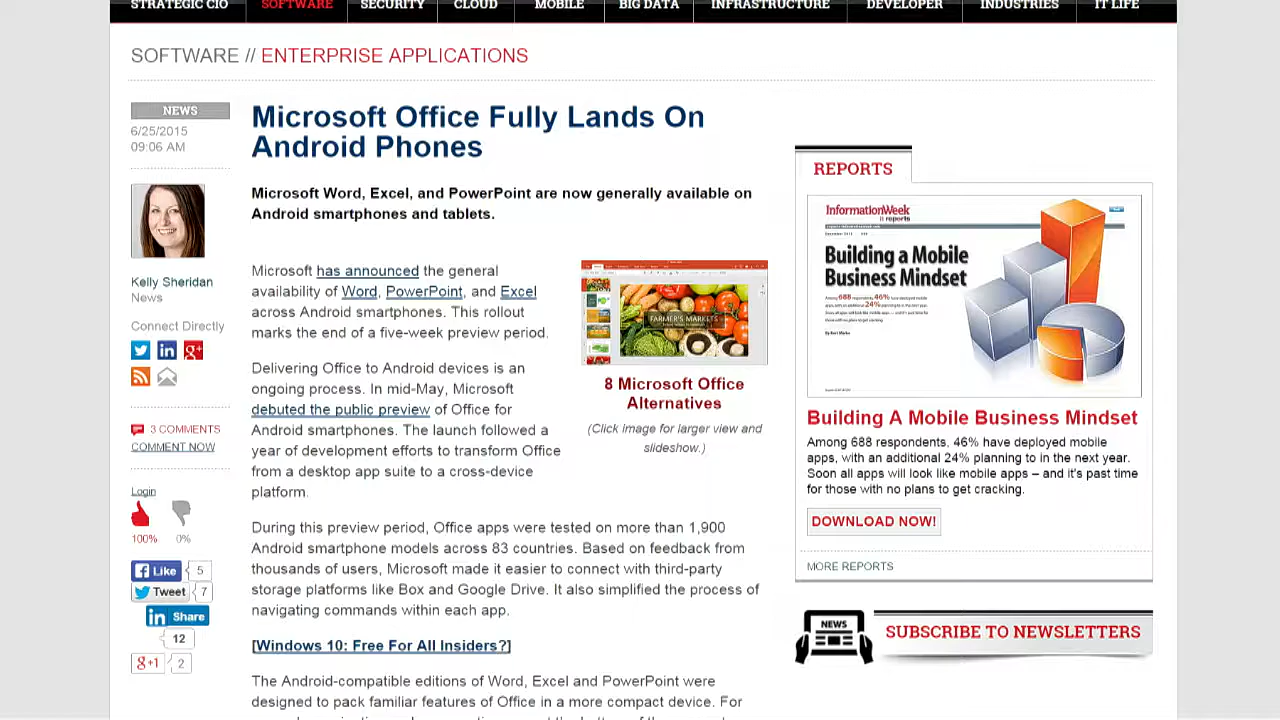 STRATEGIC CIO SOFTWARE SECURITY CLOUD MOBILE BIG DATA INFRASTRUCTURE DEVELOPER INDUSTRIES IT LIFE
SOFTWARE // ENTERPRISE APPLICATIONS
NEWS
6/25/2015
09:06 AM
Kelly Sheridan
News
Connect Directly
3 COMMENTS
COMMENT NOW
Login
100% 0%
Like 5
Tweet 7
Share
12
g+1 2
Microsoft Office Fully Lands On
Android Phones
Microsoft Word, Excel, and PowerPoint are now generally available on
Android smartphones and tablets.
Microsoft has announced the general
availability of Word, PowerPoint, and Excel
across Android smartphones. This rollout
marks the end of a five-week preview period.
FARMER'S MARKETS
8 Microsoft Office
Alternatives
(Click image for larger view and
slideshow.)
Delivering Office to Android devices is an
ongoing process. In mid-May, Microsoft
debuted the public preview of Office for
Android smartphones. The launch followed a
year of development efforts to transform Office
from a desktop app suite to a cross-device
platform.
During this preview period, Office apps were tested on more than 1,900
Android smartphone models across 83 countries. Based on feedback from
thousands of users, Microsoft made it easier to connect with third-party
storage platforms like Box and Google Drive. It also simplified the process of
navigating commands within each app.
[Windows 10: Free For All Insiders?]
The Android-compatible editions of Word, Excel and PowerPoint were
designed to pack familiar features of Office in a more compact device. For
REPORTS
InformationWeek
reports
Building a Mobile
Business Mindset
Building A Mobile Business Mindset
Among 688 respondents, 46% have deployed mobile
apps, with an additional 24% planning to in the next year.
Soon all apps will look like mobile apps – and it's past time
for those with no plans to get cracking.
DOWNLOAD NOW!
MORE REPORTS
NEWS
SUBSCRIBE TO NEWSLETTERS